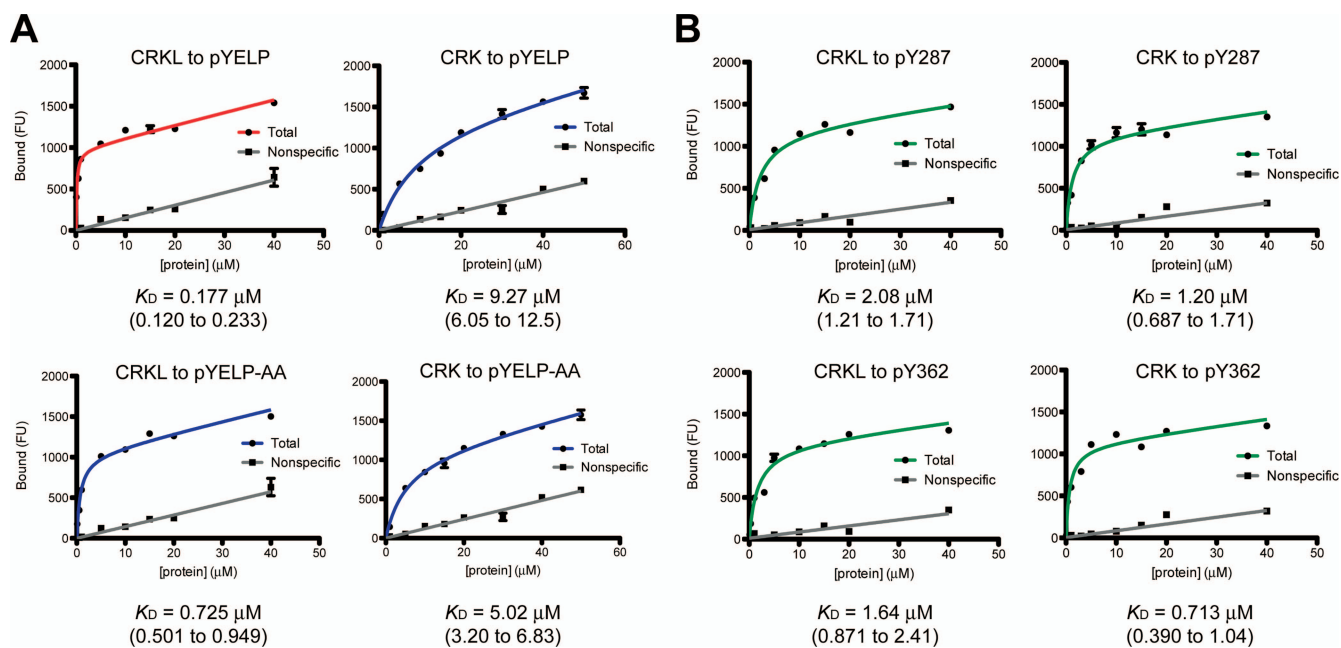 A
CRKL to pYELP
2000
1500
1000
500
0
Bound (FU)
Total
Nonspecific
0 10 20 30 40 50
[protein] (μM)
KD = 0.177 μM
(0.120 to 0.233)
CRK to pYELP
2000
1500
1000
500
0
Total
Nonspecific
0 20 40 60
[protein] (μM)
KD = 9.27 μM
(6.05 to 12.5)
B
CRKL to pY287
2000
1500
1000
500
0
Bound (FU)
Total
Nonspecific
0 10 20 30 40 50
[protein] (μM)
KD = 2.08 μM
(1.21 to 1.71)
CRK to pY287
2000
1500
1000
500
0
Total
Nonspecific
0 10 20 30 40 50
[protein] (μM)
KD = 1.20 μM
(0.687 to 1.71)
CRKL to pYELP-AA
2000
1500
1000
500
0
Bound (FU)
Total
Nonspecific
0 10 20 30 40 50
[protein] (μM)
KD = 0.725 μM
(0.501 to 0.949)
CRK to pYELP-AA
2000
1500
1000
500
0
Total
Nonspecific
0 20 40 60
[protein] (μM)
KD = 5.02 μM
(3.20 to 6.83)
CRKL to pY362
2000
1500
1000
500
0
Bound (FU)
Total
Nonspecific
0 10 20 30 40 50
[protein] (μM)
KD = 1.64 μM
(0.871 to 2.41)
CRK to pY362
2000
1500
1000
500
0
Total
Nonspecific
0 10 20 30 40 50
[protein] (μM)
KD = 0.713 μM
(0.390 to 1.04)